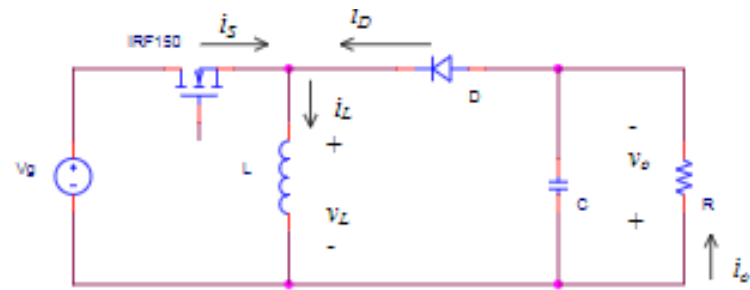 i_S
i_D
IRF150
D
i_L
+
-
Vg
+
-
L
v_o
v_L
C
+
R
-
i_o